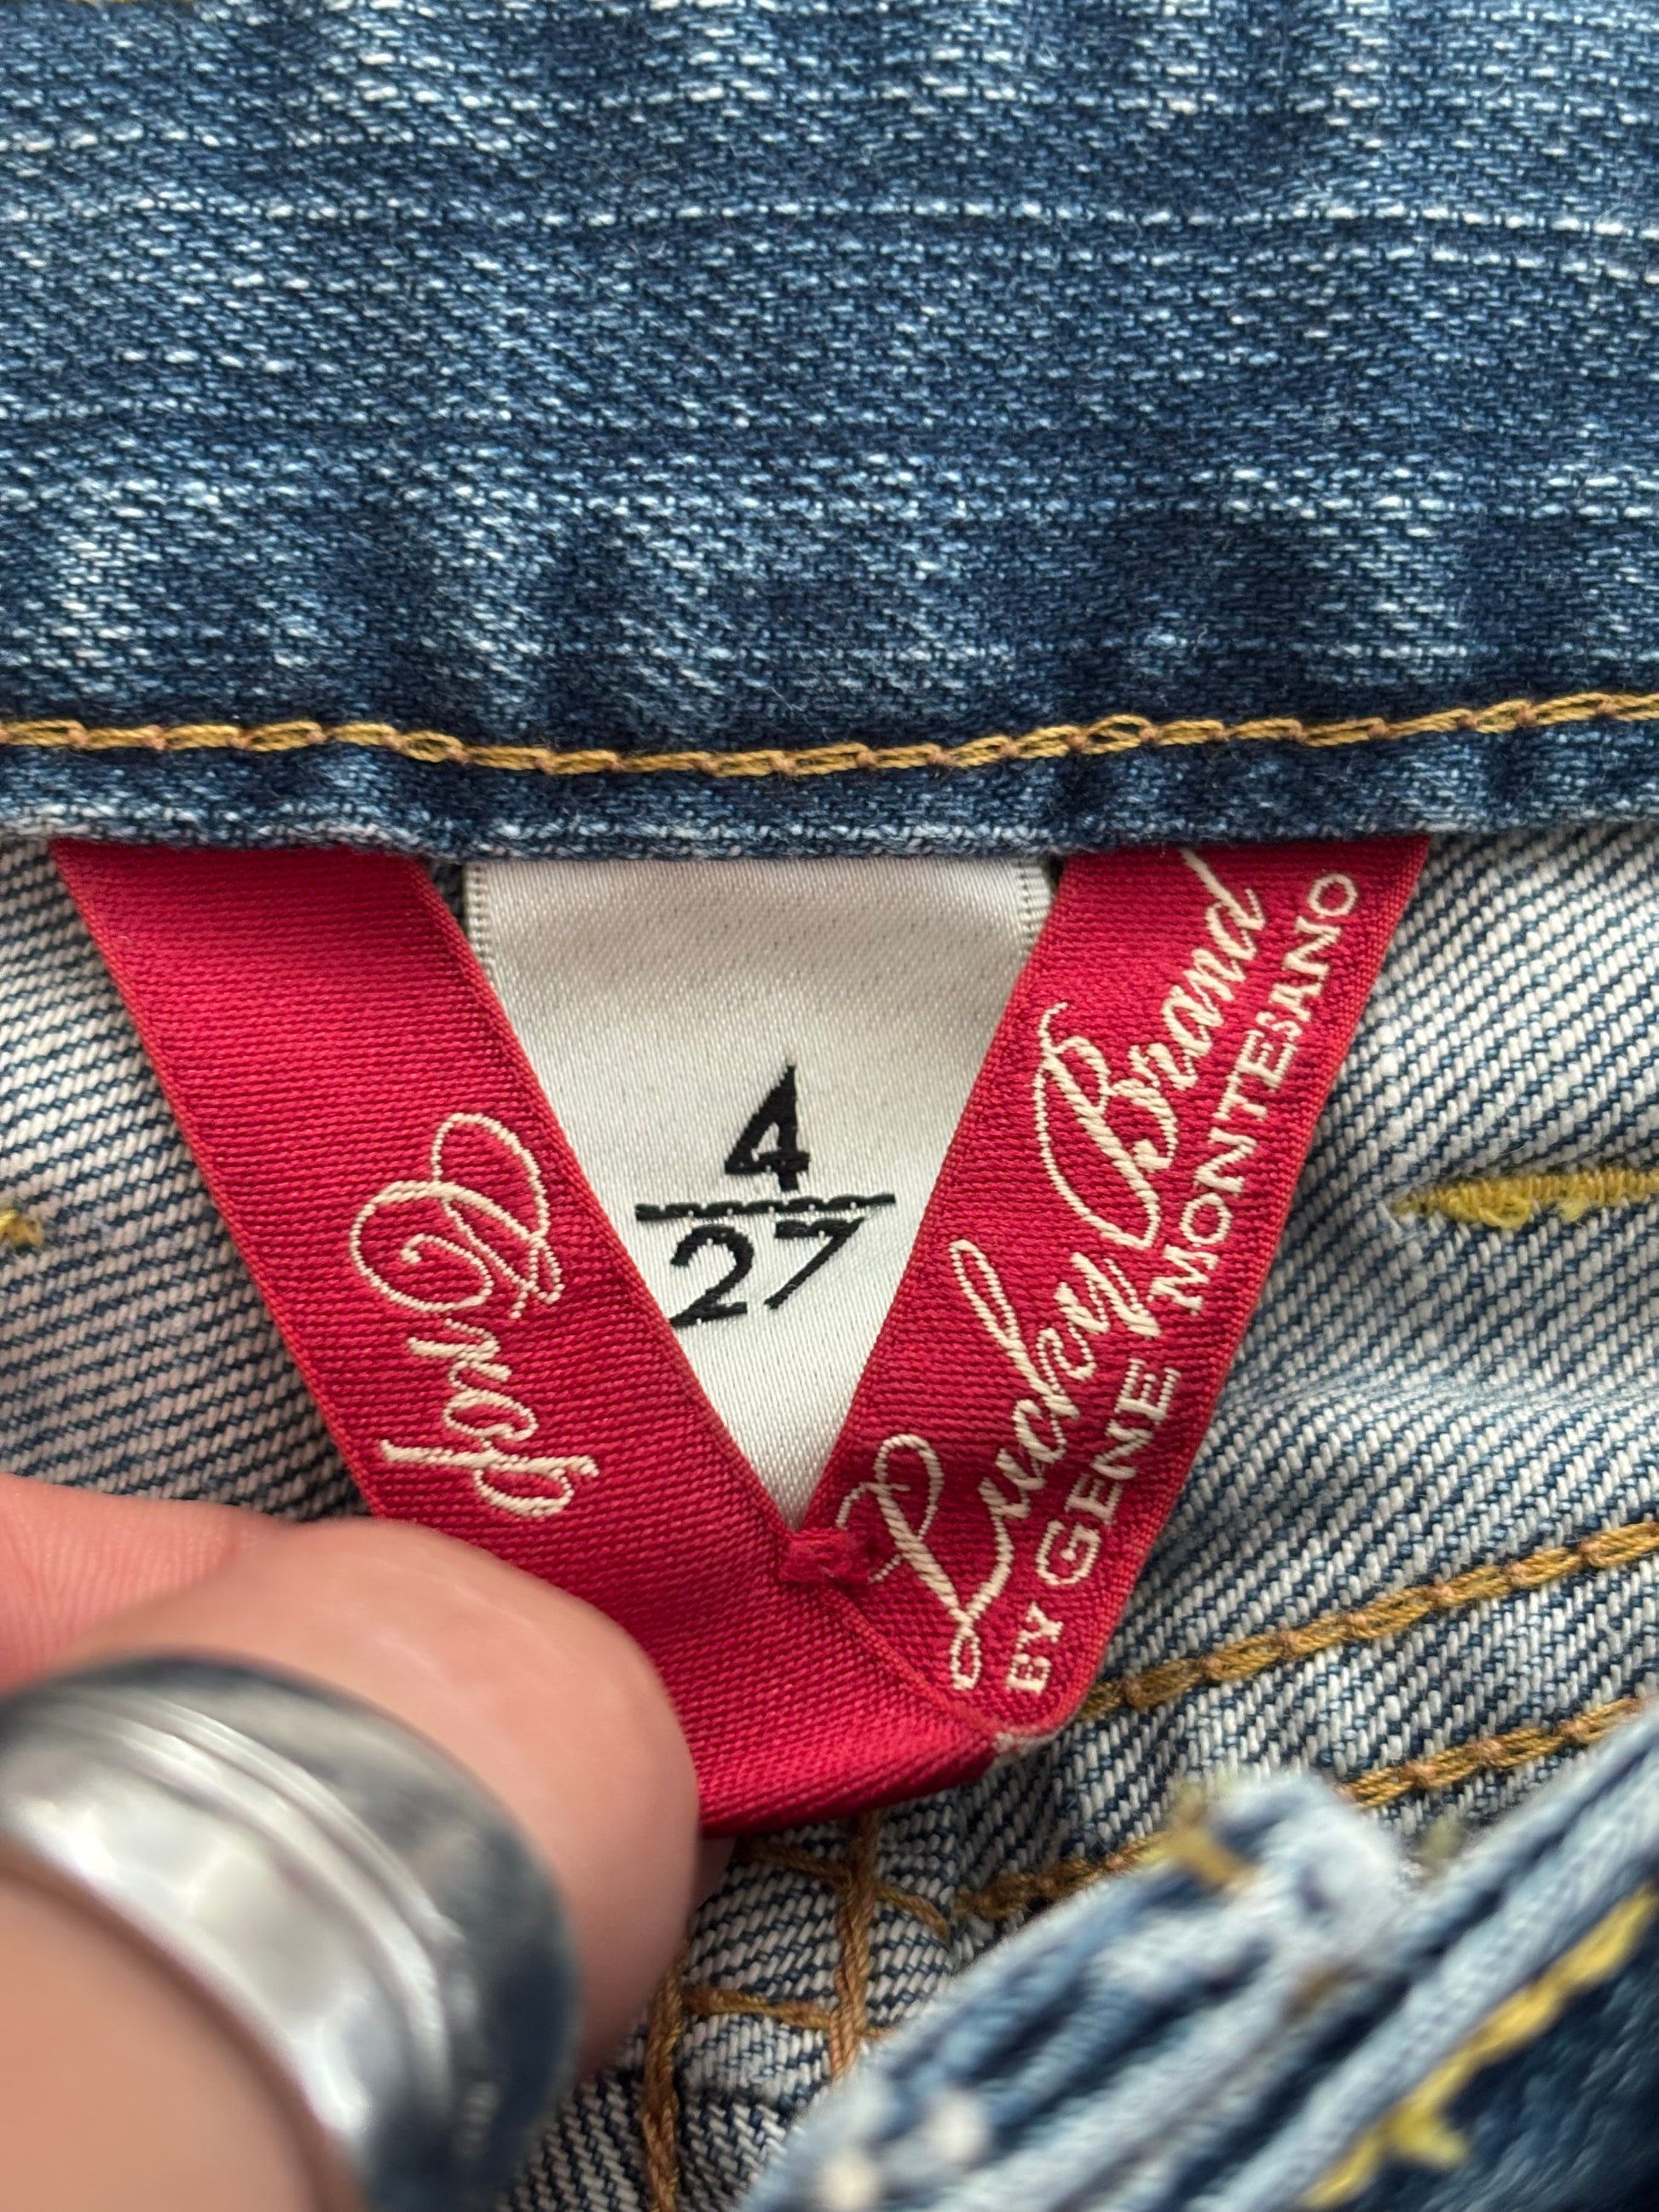 Crop
4
27
Lucky Brand
BY GENE MONTESANO